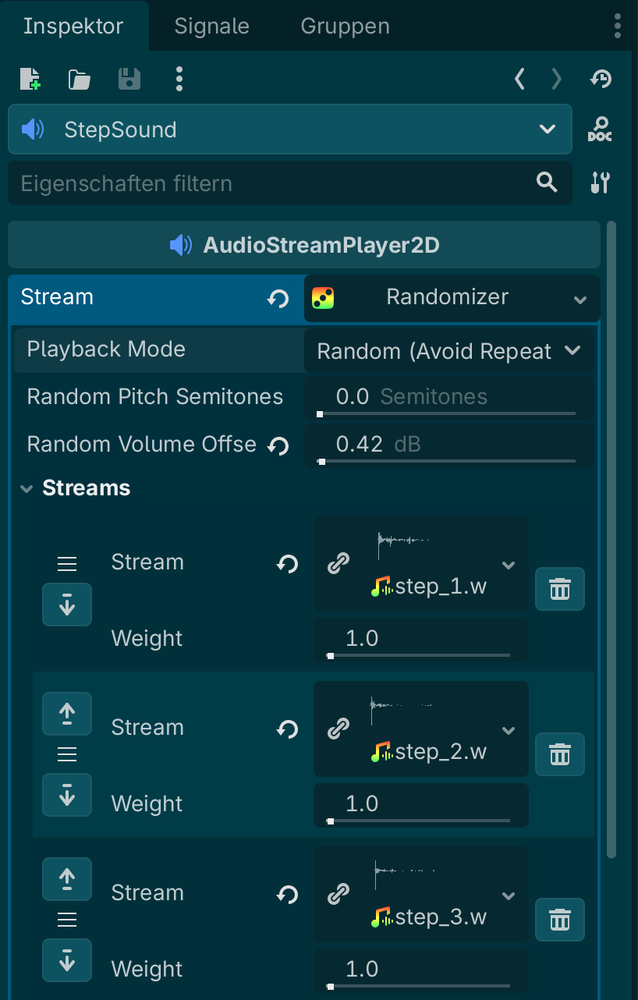 Inspektor Signale Gruppen
StepSound
DOC
Eigenschaften filtern
AudioStreamPlayer2D
Stream Randomizer
Playback Mode Random (Avoid Repeat
Random Pitch Semitones 0.0 Semitones
Random Volume Offse 0.42 dB
Streams
Stream
step_1.w
Weight 1.0
Stream
step_2.w
Weight 1.0
Stream
step_3.w
Weight 1.0